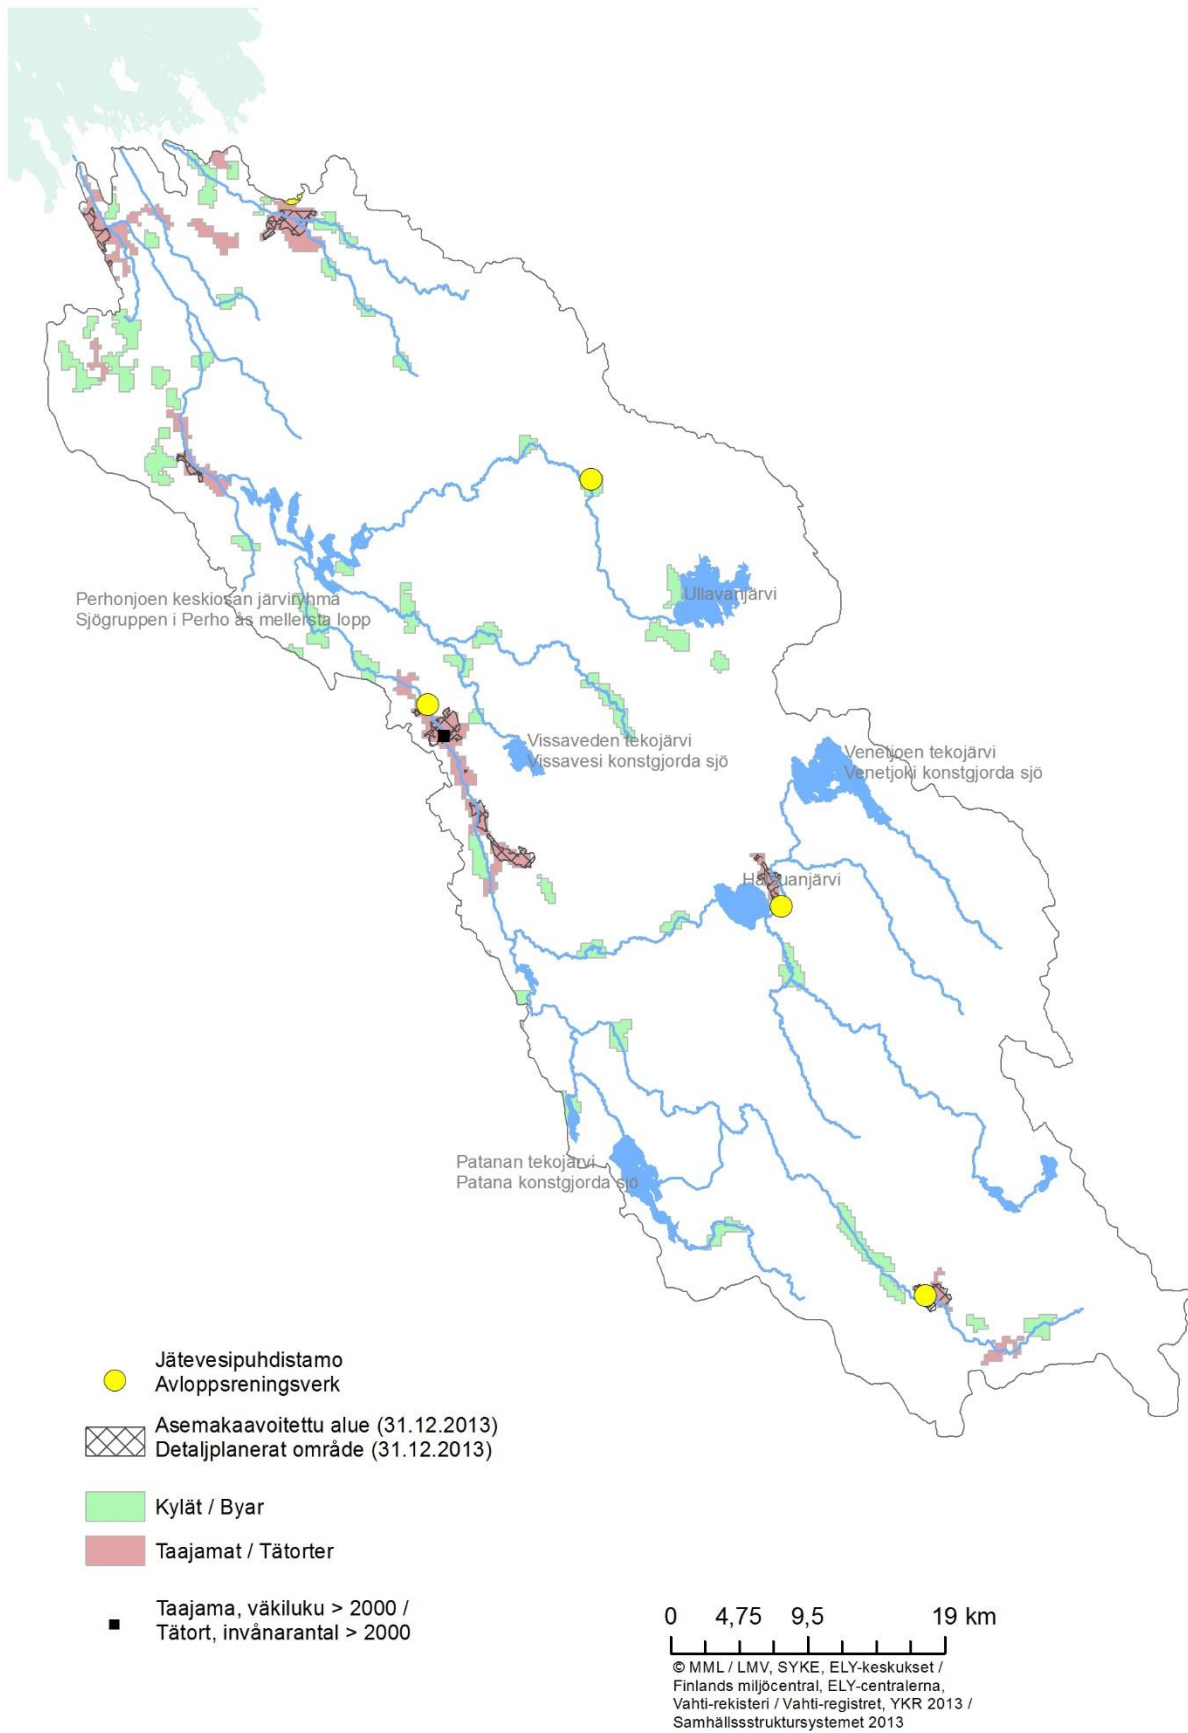 Perhonjoen keskiosan järviryhmä
Sjögruppen i Perho ås mellersta lopp
Ullavanjärvi
Vissaveden tekojärvi
Vissavesi konstgjorda sjö
Venetjoen tekojärvi
Venetjoki konstgjorda sjö
Patanan tekojärvi
Patana konstgjorda sjö
Jätevesipuhdistamo
Avloppsreningsverk
Asemakaavoitettu alue (31.12.2013)
Detaljplanerat område (31.12.2013)
Kylät / Byar
Taajamat / Tätorter
Taajama, väkiluku > 2000 /
Tätort, invånarantal > 2000
0 4,75 9,5 19 km
© MML / LMV, SYKE, ELY-keskukset /
Finlands miljöcentral, ELY-centralerna,
Vahti-rekisteri / Vahti-registret, YKR 2013 /
Samhällssstruktursystemet 2013